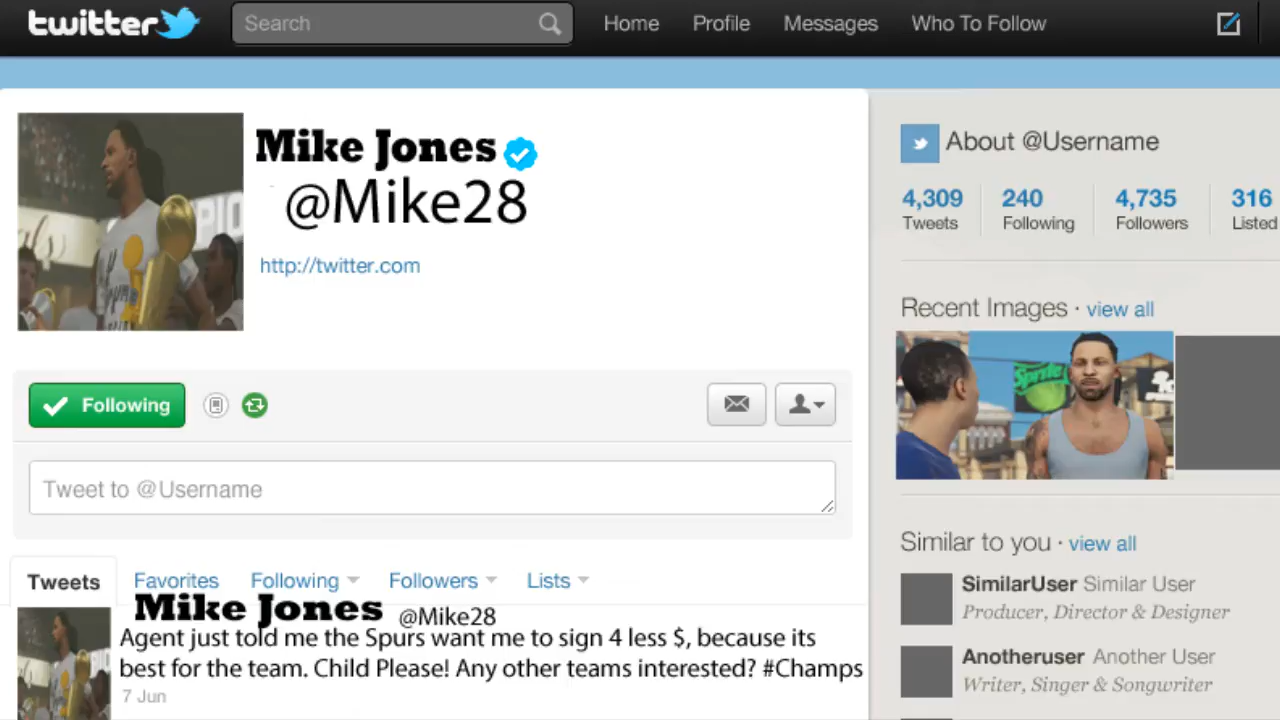 twitter Search Home Profile Messages Who To Follow
Mike Jones
@Mike28
http://twitter.com
Following
Tweet to @Username
Tweets Favorites Following Followers Lists
Mike Jones @Mike28
Agent just told me the Spurs want me to sign 4 less $, because its
best for the team. Child Please! Any other teams interested? #Champs
7 Jun
About @Username
4,309 240 4,735 316
Tweets Following Followers Listed
Recent Images · view all
Sprite
Similar to you · view all
SimilarUser Similar User
Producer, Director & Designer
Anotheruser Another User
Writer, Singer & Songwriter